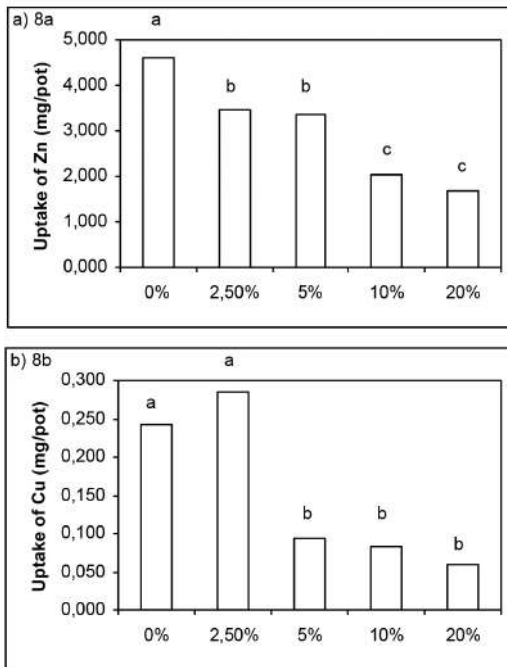 a) 8a
a
5,000
4,000
3,000
2,000
1,000
0,000
Uptake of Zn (mg/pot)
b
b
c
c
0%
2,50%
5%
10%
20%
b) 8b
a
0,300
0,250
0,200
0,150
0,100
0,050
0,000
Uptake of Cu (mg/pot)
a
b
b
b
0%
2,50%
5%
10%
20%